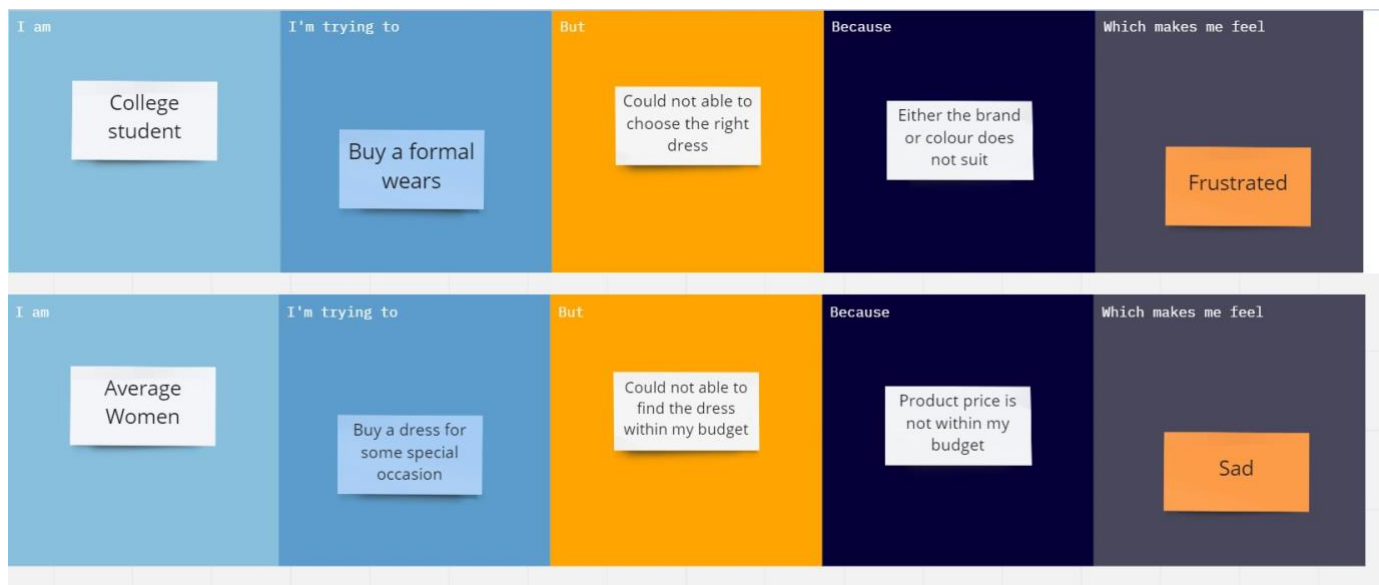 I am
I'm trying to
But
Because
Which makes me feel
College
student
Buy a formal
wears
Could not able to
choose the right
dress
Either the brand
or colour does
not suit
Frustrated
I am
I'm trying to
But
Because
Which makes me feel
Average
Women
Buy a dress for
some special
occasion
Could not able to
find the dress
within my budget
Product price is
not within my
budget
Sad